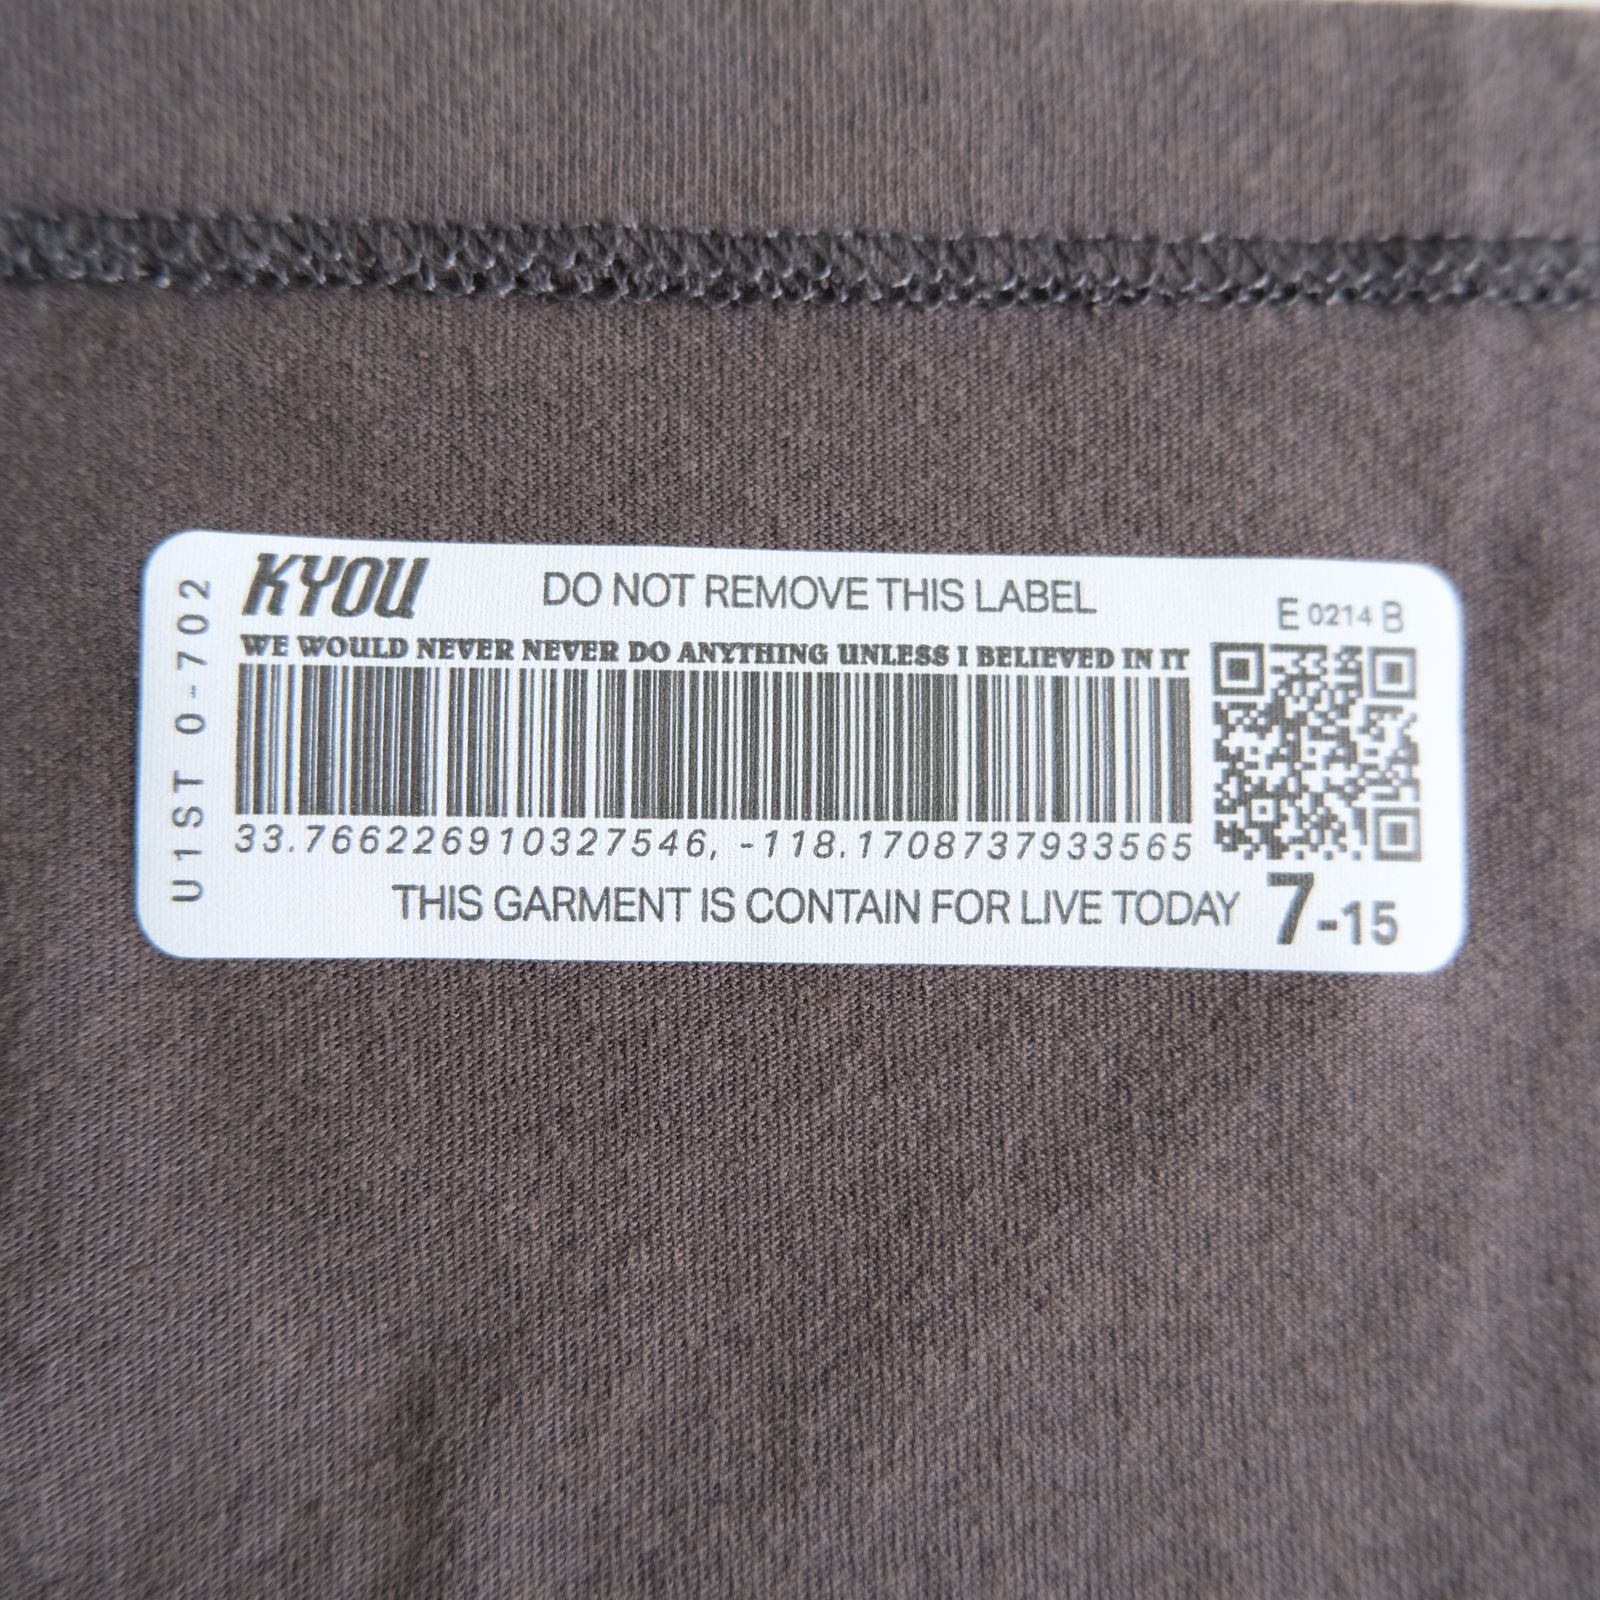 KYOU
DO NOT REMOVE THIS LABEL
E 0214 B
WE WOULD NEVER NEVER DO ANYTHING UNLESS I BELIEVED IN IT
U1ST 0-702
33.766226910327546, -118.1708737933565
THIS GARMENT IS CONTAIN FOR LIVE TODAY
7-15